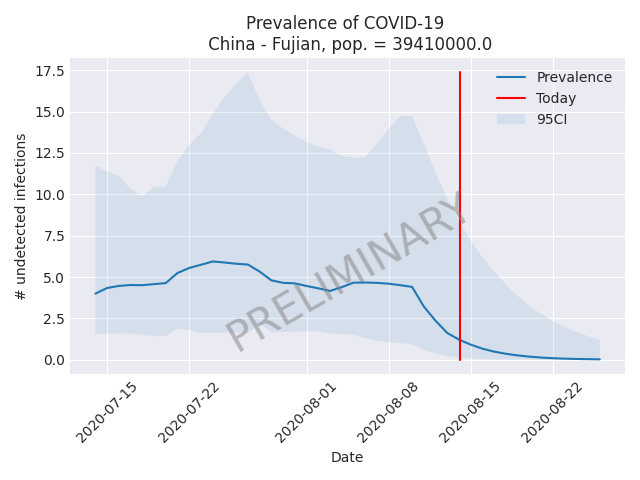 Prevalence of COVID-19
China - Fujian, pop. = 39410000.0
17.5
15.0
12.5
10.0
7.5
5.0
2.5
0.0
# undetected infections
Prevalence
Today
95CI
PRELIMINARY
2020-07-15
2020-07-22
2020-08-01
2020-08-08
2020-08-15
2020-08-22
Date